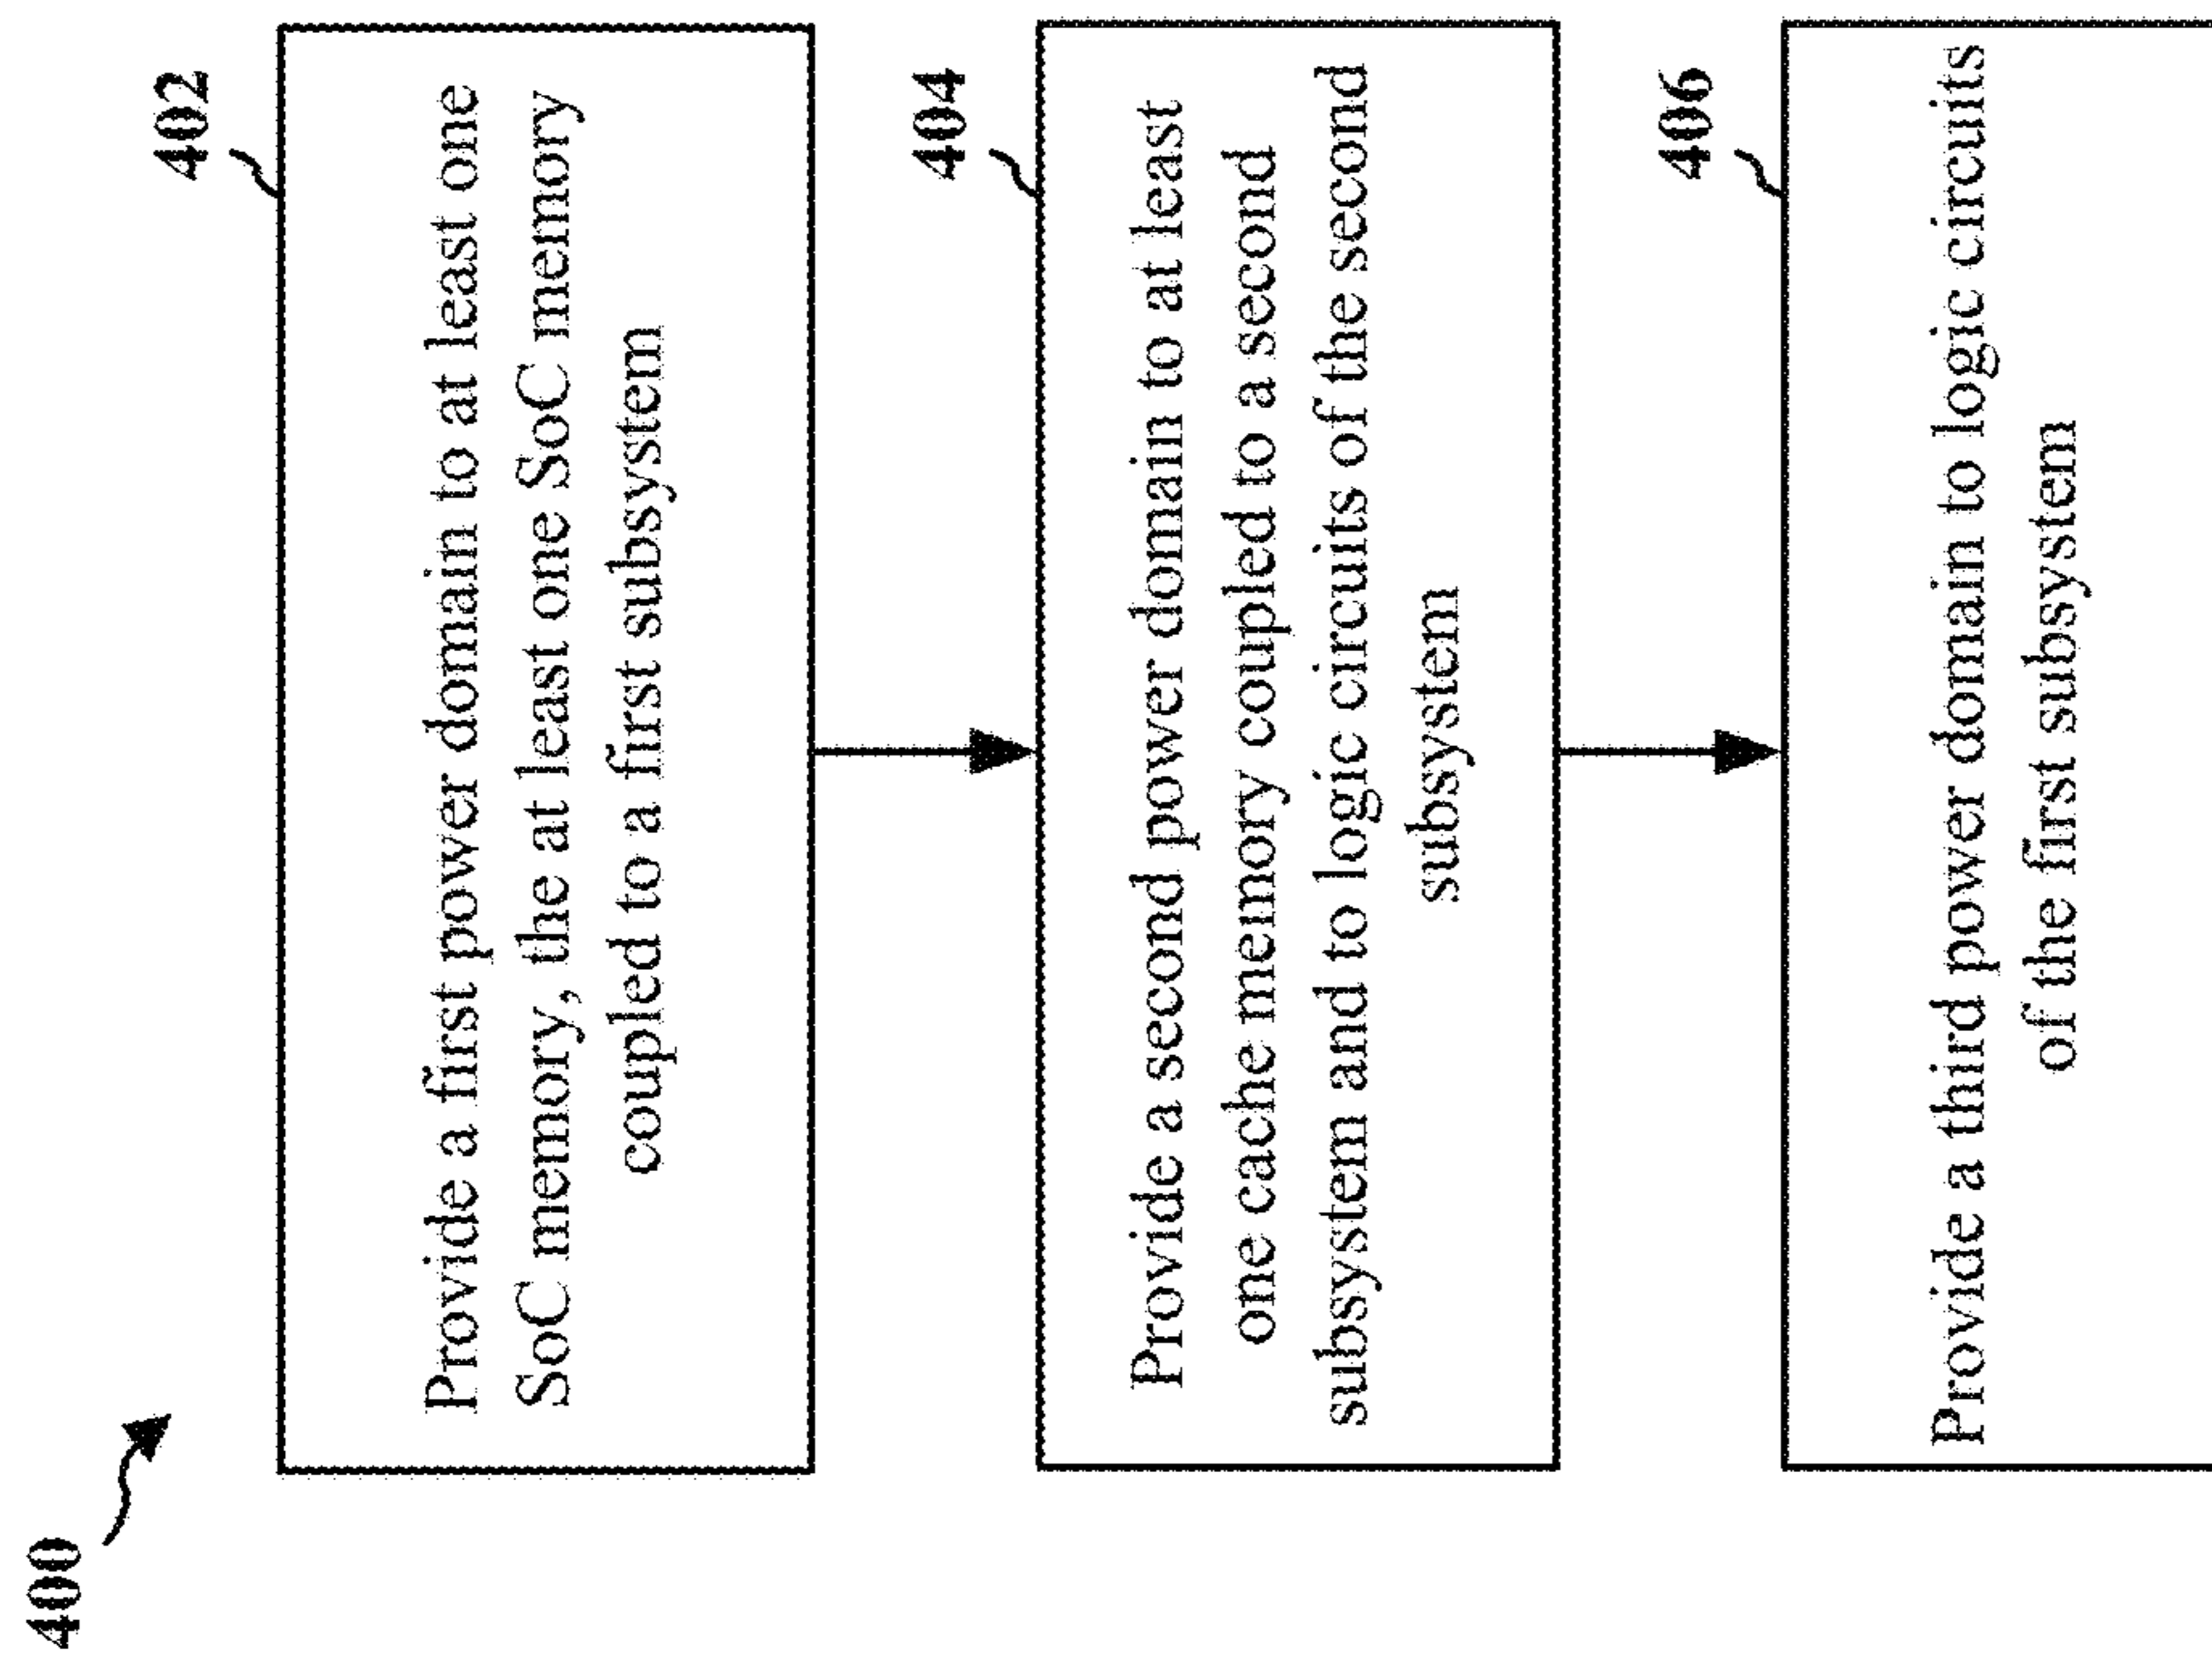 400
402
Provide a first power domain to at least one
SoC memory, the at least one SoC memory
coupled to a first subsystem
404
Provide a second power domain to at least
one cache memory coupled to a second
subsystem and to logic circuits of the second
subsystem
406
Provide a third power domain to logic circuits
of the first subsystem